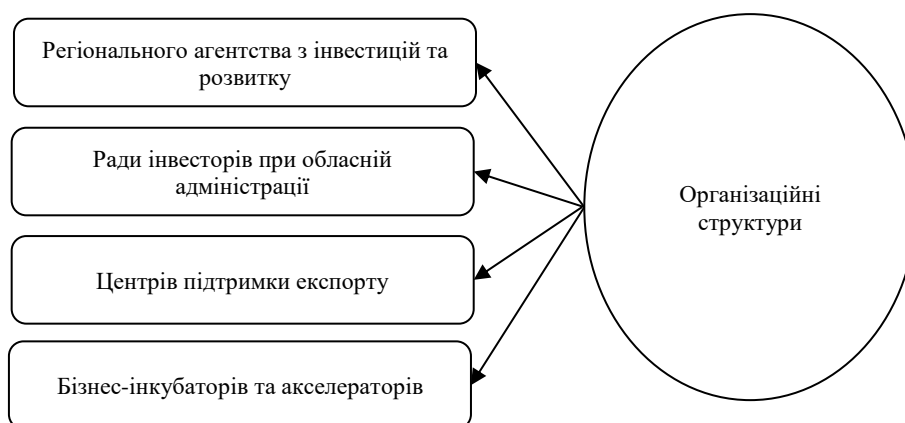 Регіонального агентства з інвестицій та
розвитку
Ради інвесторів при обласній
адміністрації
Центрів підтримки експорту
Бізнес-інкубаторів та акселераторів
Організаційні
структури